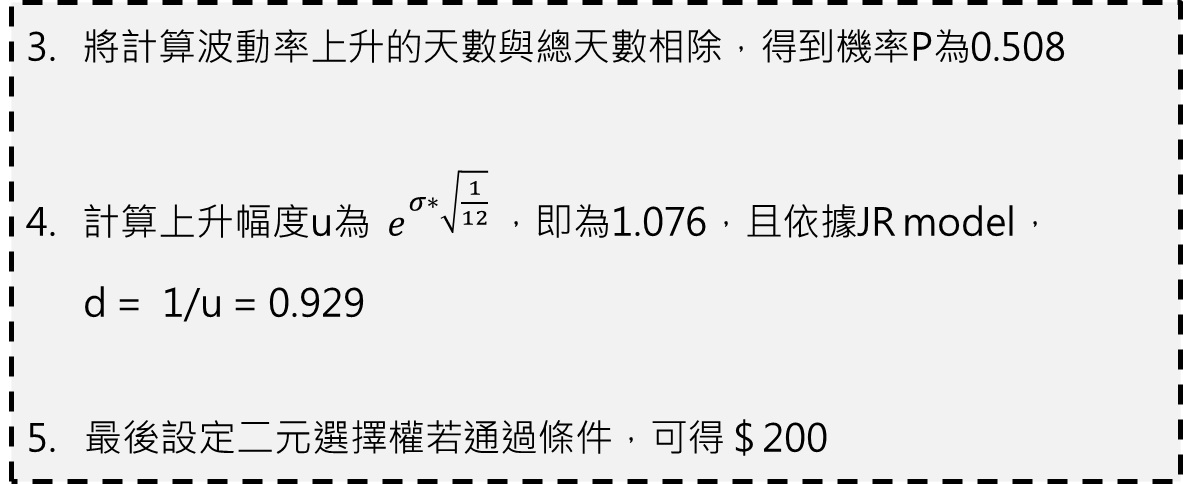 3. 將計算波動率上升的天數與總天數相除，得到機率P為0.508
4. 計算上升幅度u為 $e^{\sigma*\sqrt{\frac{1}{12}}}$，即為1.076，且依據JR model，
d = 1/u = 0.929
5. 最後設定二元選擇權若通過條件，可得＄200